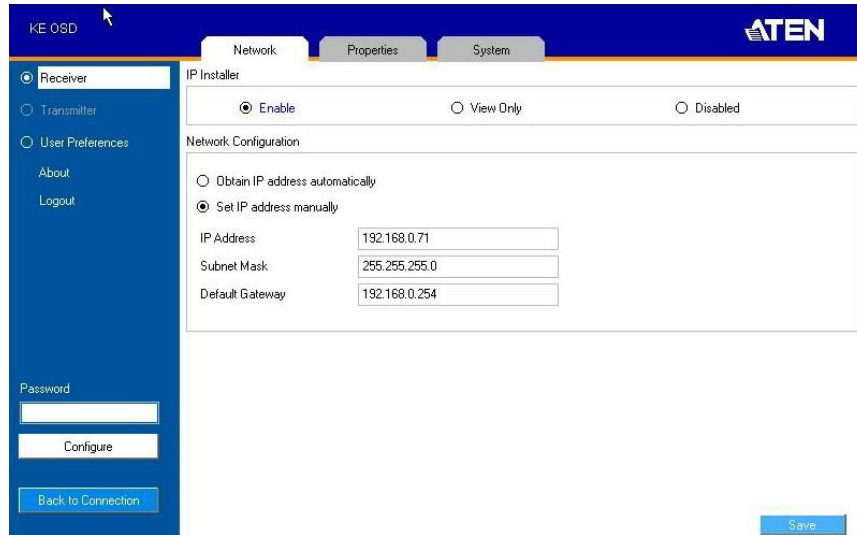 KE OSD
ATEN
Network Properties System
Receiver
Transmitter
User Preferences
About
Logout
IP Installer
Enable View Only Disabled
Network Configuration
Obtain IP address automatically
Set IP address manually
IP Address 192.168.0.71
Subnet Mask 255.255.255.0
Default Gateway 192.168.0.254
Password
Configure
Back to Connection
Save